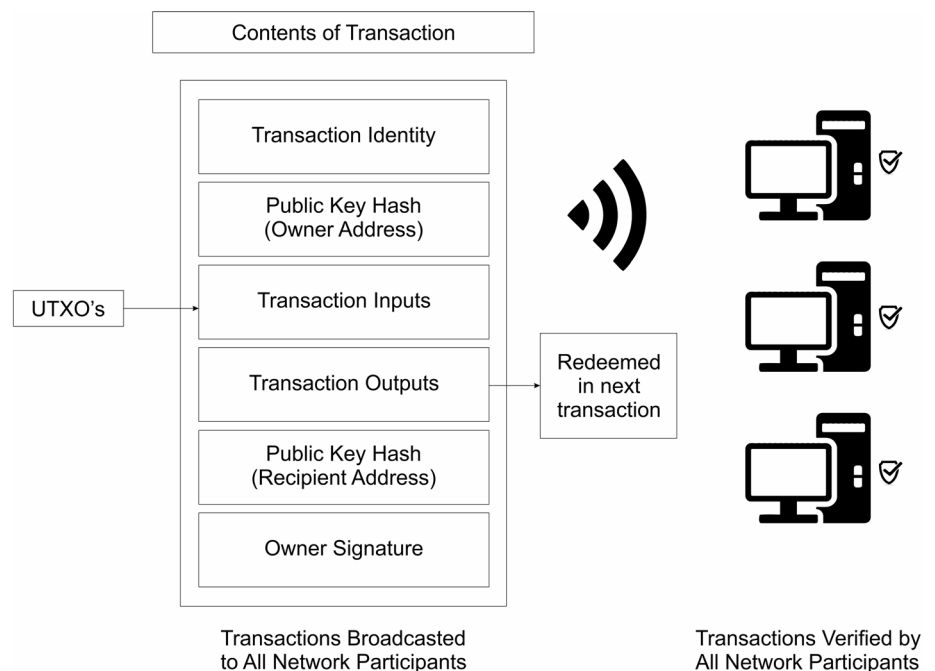 Contents of Transaction
Transaction Identity
Public Key Hash
(Owner Address)
UTXO's
Transaction Inputs
Transaction Outputs
Redeemed
in next
transaction
Public Key Hash
(Recipient Address)
Owner Signature
Transactions Broadcasted
to All Network Participants
Transactions Verified by
All Network Participants